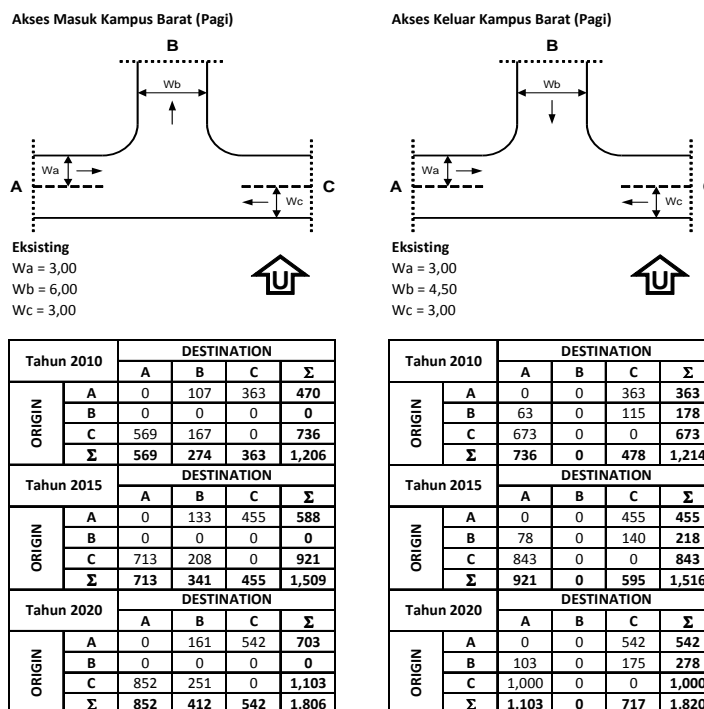 Akses Masuk Kampus Barat (Pagi)
B
Wb
Wa
A
C
Wc
Eksisting
Wa = 3,00
Wb = 6,00
Wc = 3,00
U
Tahun 2010 DESTINATION
A B C Σ
ORIGIN
A 0 107 363 470
B 0 0 0 0
C 569 167 0 736
Σ 569 274 363 1,206
Tahun 2015 DESTINATION
A B C Σ
ORIGIN
A 0 133 455 588
B 0 0 0 0
C 713 208 0 921
Σ 713 341 455 1,509
Tahun 2020 DESTINATION
A B C Σ
ORIGIN
A 0 161 542 703
B 0 0 0 0
C 852 251 0 1,103
Σ 852 412 542 1,806
Akses Keluar Kampus Barat (Pagi)
B
Wb
Wa
A
Wc
Eksisting
Wa = 3,00
Wb = 4,50
Wc = 3,00
U
Tahun 2010 DESTINATION
A B C Σ
ORIGIN
A 0 0 363 363
B 63 0 115 178
C 673 0 0 673
Σ 736 0 478 1,214
Tahun 2015 DESTINATION
A B C Σ
ORIGIN
A 0 0 455 455
B 78 0 140 218
C 843 0 0 843
Σ 921 0 595 1,516
Tahun 2020 DESTINATION
A B C Σ
ORIGIN
A 0 0 542 542
B 103 0 175 278
C 1,000 0 0 1,000
Σ 1,103 0 717 1,820